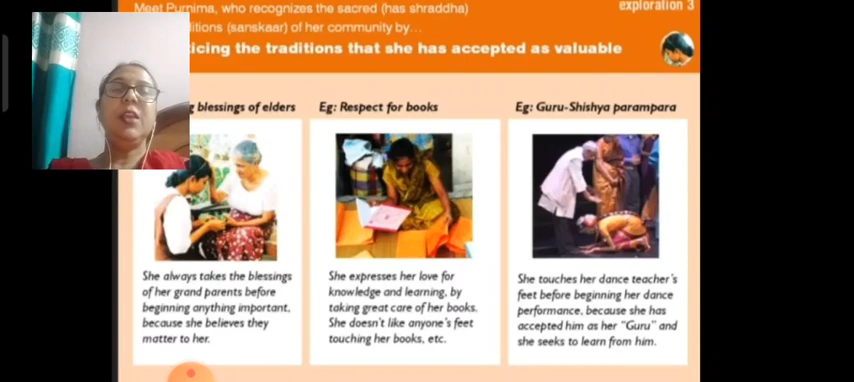 Meet Purnima, who recognizes the sacred (has shraddha)
exploration 3
(sanskaar) of her community by…
the traditions that she has accepted as valuable
blessings of elders
She always takes the blessings
of her grand parents before
beginning anything important,
because she believes they
matter to her.
Eg: Respect for books
She expresses her love for
knowledge and learning, by
taking great care of her books.
She doesn't like anyone's feet
touching her books, etc.
Eg: Guru-Shishya parampara
She touches her dance teacher's
feet before beginning her dance
performance, because she has
accepted him as her "Guru" and
she seeks to learn from him.